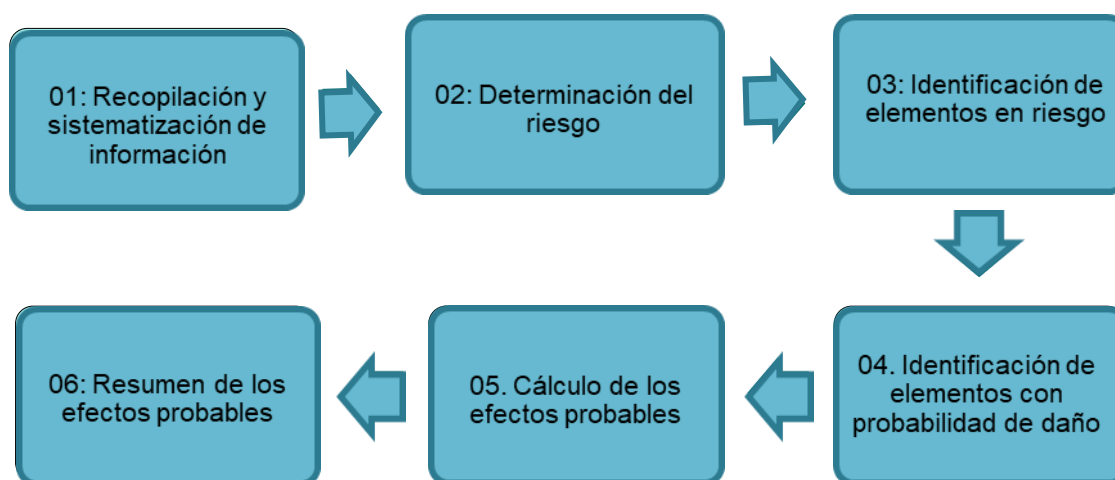 01: Recopilación y
sistematización de
información
02: Determinación del
riesgo
03: Identificación de
elementos en riesgo
04. Identificación de
elementos con
probabilidad de daño
05. Cálculo de los
efectos probables
06: Resumen de los
efectos probables